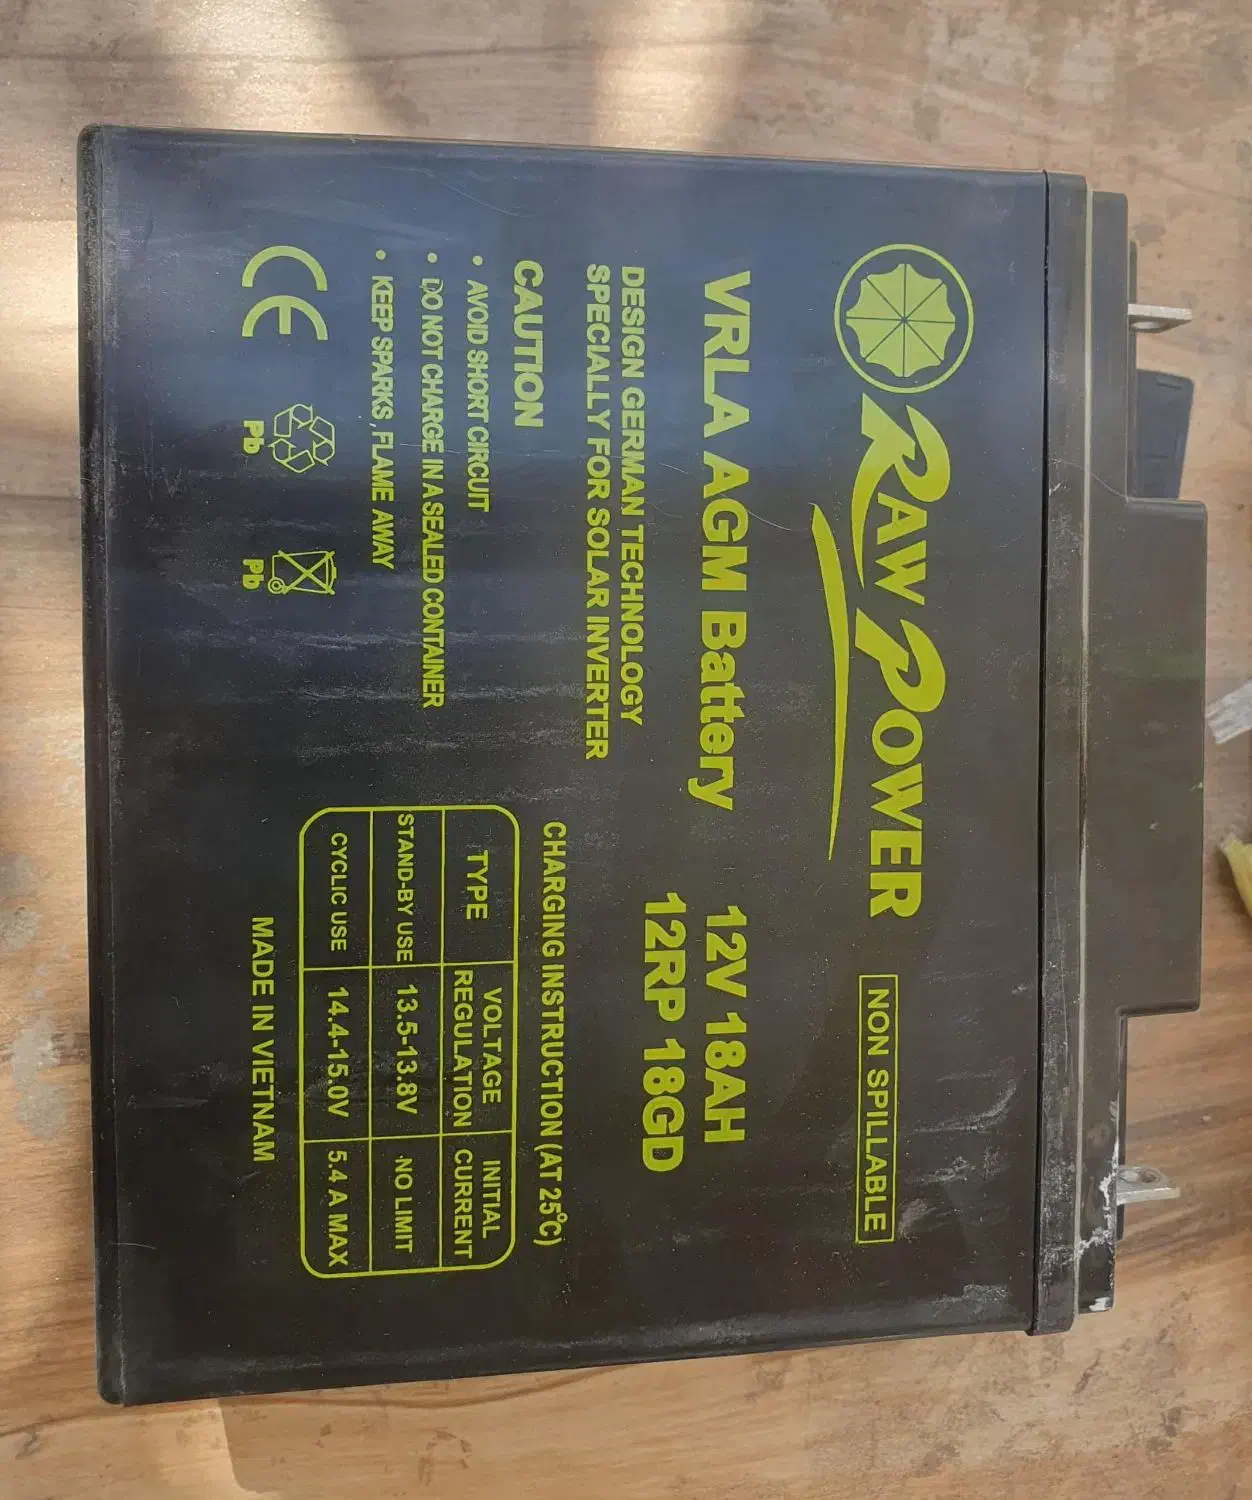 RAW POWER
NON SPILLABLE
VRLA AGM Battery 12V 18AH
12RP 18GD
DESIGN GERMAN TECHNOLOGY
SPECIALLY FOR SOLAR INVERTER
CAUTION
• AVOID SHORT CIRCUIT
• DO NOT CHARGE IN A SEALED CONTAINER
• KEEP SPARKS, FLAME AWAY
CE
Pb
Pb
CHARGING INSTRUCTION (AT 25°C)
TYPE VOLTAGE REGULATION INITIAL CURRENT
STAND-BY USE 13.5-13.8V NO LIMIT
CYCLIC USE 14.4-15.0V 5.4 A MAX
MADE IN VIETNAM